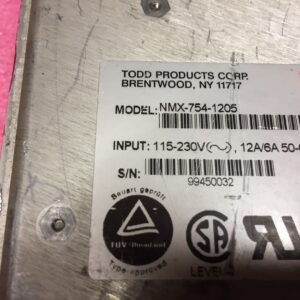 TODD PRODUCTS CORP.
BRENTWOOD, NY 11717
MODEL: NMX-754-1205
INPUT: 115-230V(~), 12A/6A 50-
S/N:
99450032
Bauart geprüft
TÜV Rheinland
Type approved
SA
LEVEL